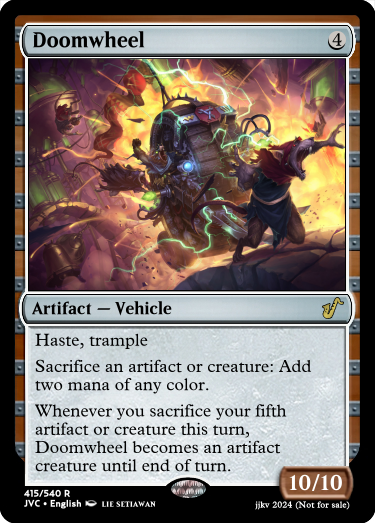 Doomwheel 4
Artifact — Vehicle
Haste, trample
Sacrifice an artifact or creature: Add
two mana of any color.
Whenever you sacrifice your fifth
artifact or creature this turn,
Doomwheel becomes an artifact
creature until end of turn.
10/10
415/540 R
JVC • English LIE SETIAWAN
jjkv 2024 (Not for sale)